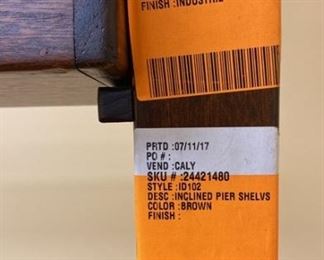 FINISH :INDUSTRIE
PRTD :07/11/17
PO # :
VEND :CALY
SKU # :24421480
STYLE :ID102
DESC :INCLINED PIER SHELVS
COLOR :BROWN
FINISH :